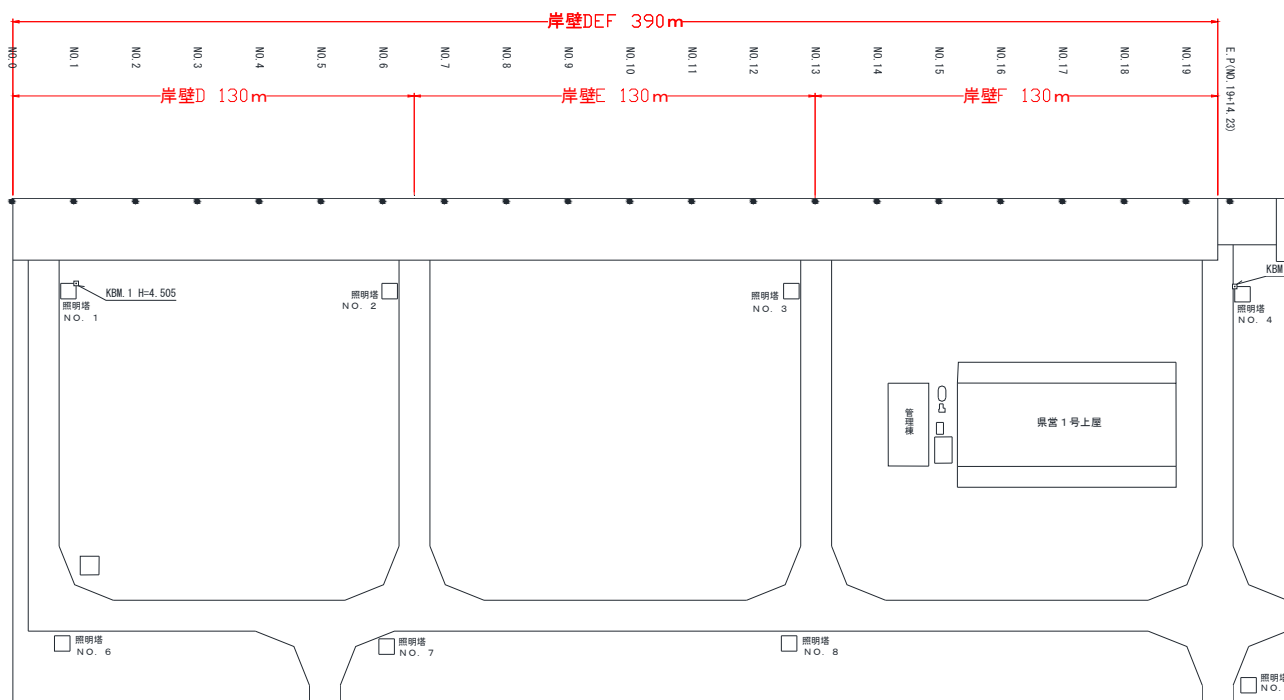 岸壁DEF 390m
NO.0
NO.1
NO.2
NO.3
NO.4
NO.5
NO.6
NO.7
NO.8
NO.9
NO.10
NO.11
NO.12
NO.13
NO.14
NO.15
NO.16
NO.17
NO.18
NO.19
E.P(NO.19+14.23)
岸壁D 130m
岸壁E 130m
岸壁F 130m
KBM.1 H=4.505
照明塔
NO. 1
照明塔
NO. 2
照明塔
NO. 3
KBM
照明塔
NO. 4
管理棟
県営1号上屋
照明塔
NO. 6
照明塔
NO. 7
照明塔
NO. 8
照明塔
NO.